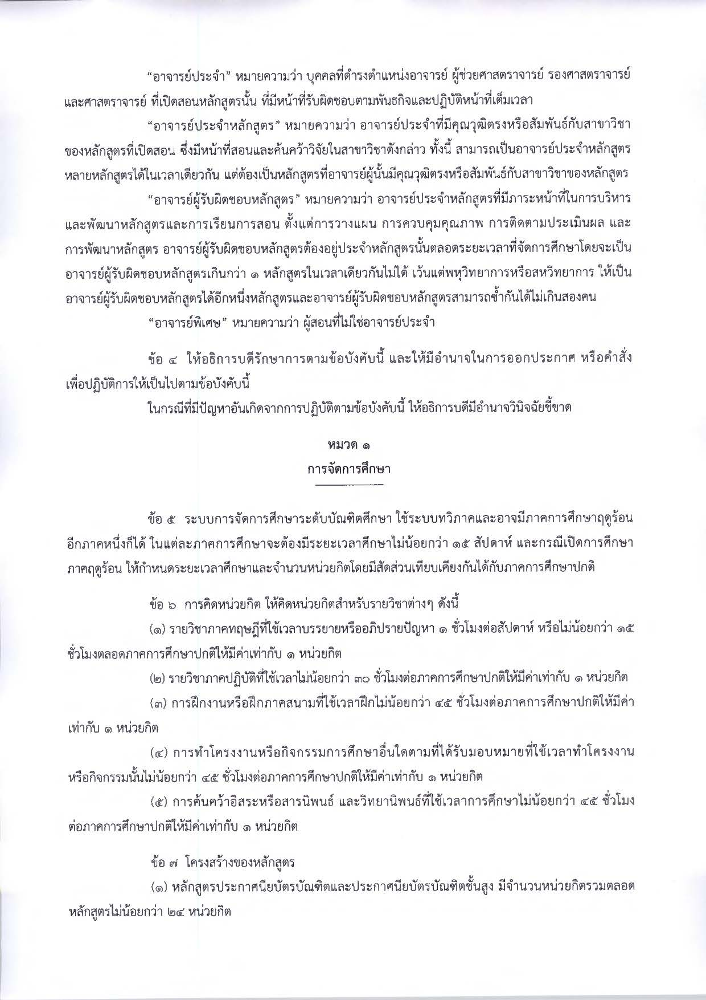 “อาจารย์ประจำ” หมายความว่า บุคคลที่ดำรงตำแหน่งอาจารย์ ผู้ช่วยศาสตราจารย์ รองศาสตราจารย์
และศาสตราจารย์ ที่เปิดสอนหลักสูตรนั้น ที่มีหน้าที่รับผิดชอบตามพันธกิจและปฏิบัติหน้าที่เต็มเวลา
“อาจารย์ประจำหลักสูตร” หมายความว่า อาจารย์ประจำที่มีคุณวุฒิตรงหรือสัมพันธ์กับสาขาวิชา
ของหลักสูตรที่เปิดสอน ซึ่งมีหน้าที่สอนและค้นคว้าวิจัยในสาขาวิชาดังกล่าว ทั้งนี้ สามารถเป็นอาจารย์ประจำหลักสูตร
หลายหลักสูตรได้ในเวลาเดียวกัน แต่ต้องเป็นหลักสูตรที่อาจารย์ผู้นั้นมีคุณวุฒิตรงหรือสัมพันธ์กับสาขาวิชาของหลักสูตร
“อาจารย์ผู้รับผิดชอบหลักสูตร” หมายความว่า อาจารย์ประจำหลักสูตรที่มีภาระหน้าที่ในการบริหาร
และพัฒนาหลักสูตรและการเรียนการสอน ตั้งแต่การวางแผน การควบคุมคุณภาพ การติดตามประเมินผล และ
การพัฒนาหลักสูตร อาจารย์ผู้รับผิดชอบหลักสูตรต้องอยู่ประจำหลักสูตรนั้นตลอดระยะเวลาที่จัดการศึกษาโดยจะเป็น
อาจารย์ผู้รับผิดชอบหลักสูตรเกินกว่า ๑ หลักสูตรในเวลาเดียวกันไม่ได้ เว้นแต่พหุวิทยาการหรือสหวิทยาการ ให้เป็น
อาจารย์ผู้รับผิดชอบหลักสูตรได้อีกหนึ่งหลักสูตรและอาจารย์ผู้รับผิดชอบหลักสูตรสามารถซ้ำกันได้ไม่เกินสองคน
“อาจารย์พิเศษ” หมายความว่า ผู้สอนที่ไม่ใช่อาจารย์ประจำ
ข้อ ๔ ให้อธิการบดีรักษาการตามข้อบังคับนี้ และให้มีอำนาจในการออกประกาศ หรือคำสั่ง
เพื่อปฏิบัติการให้เป็นไปตามข้อบังคับนี้
ในกรณีที่มีปัญหาอันเกิดจากการปฏิบัติตามข้อบังคับนี้ ให้อธิการบดีมีอำนาจวินิจฉัยชี้ขาด
หมวด ๑
การจัดการศึกษา
ข้อ ๕ ระบบการจัดการศึกษาระดับบัณฑิตศึกษา ใช้ระบบทวิภาคและอาจมีภาคการศึกษาฤดูร้อน
อีกภาคหนึ่งก็ได้ ในแต่ละภาคการศึกษาจะต้องมีระยะเวลาศึกษาไม่น้อยกว่า ๑๕ สัปดาห์ และกรณีเปิดการศึกษา
ภาคฤดูร้อน ให้กำหนดระยะเวลาศึกษาและจำนวนหน่วยกิตโดยมีสัดส่วนเทียบเคียงกันได้กับภาคการศึกษาปกติ
ข้อ ๖ การคิดหน่วยกิต ให้คิดหน่วยกิตสำหรับรายวิชาต่างๆ ดังนี้
(๑) รายวิชาภาคทฤษฎีที่ใช้เวลาบรรยายหรืออภิปรายปัญหา ๑ ชั่วโมงต่อสัปดาห์ หรือไม่น้อยกว่า ๑๕
ชั่วโมงตลอดภาคการศึกษาปกติให้มีค่าเท่ากับ ๑ หน่วยกิต
(๒) รายวิชาภาคปฏิบัติที่ใช้เวลาไม่น้อยกว่า ๓๐ ชั่วโมงต่อภาคการศึกษาปกติให้มีค่าเท่ากับ ๑ หน่วยกิต
(๓) การฝึกงานหรือฝึกภาคสนามที่ใช้เวลาฝึกไม่น้อยกว่า ๔๕ ชั่วโมงต่อภาคการศึกษาปกติให้มีค่า
เท่ากับ ๑ หน่วยกิต
(๔) การทำโครงงานหรือกิจกรรมการศึกษาอื่นใดตามที่ได้รับมอบหมายที่ใช้เวลาทำโครงงาน
หรือกิจกรรมนั้นไม่น้อยกว่า ๔๕ ชั่วโมงต่อภาคการศึกษาปกติให้มีค่าเท่ากับ ๑ หน่วยกิต
(๕) การค้นคว้าอิสระหรือสารนิพนธ์ และวิทยานิพนธ์ที่ใช้เวลาการศึกษาไม่น้อยกว่า ๔๕ ชั่วโมง
ต่อภาคการศึกษาปกติให้มีค่าเท่ากับ ๑ หน่วยกิต
ข้อ ๗ โครงสร้างของหลักสูตร
(๑) หลักสูตรประกาศนียบัตรบัณฑิตและประกาศนียบัตรบัณฑิตชั้นสูง มีจำนวนหน่วยกิตรวมตลอด
หลักสูตรไม่น้อยกว่า ๒๔ หน่วยกิต